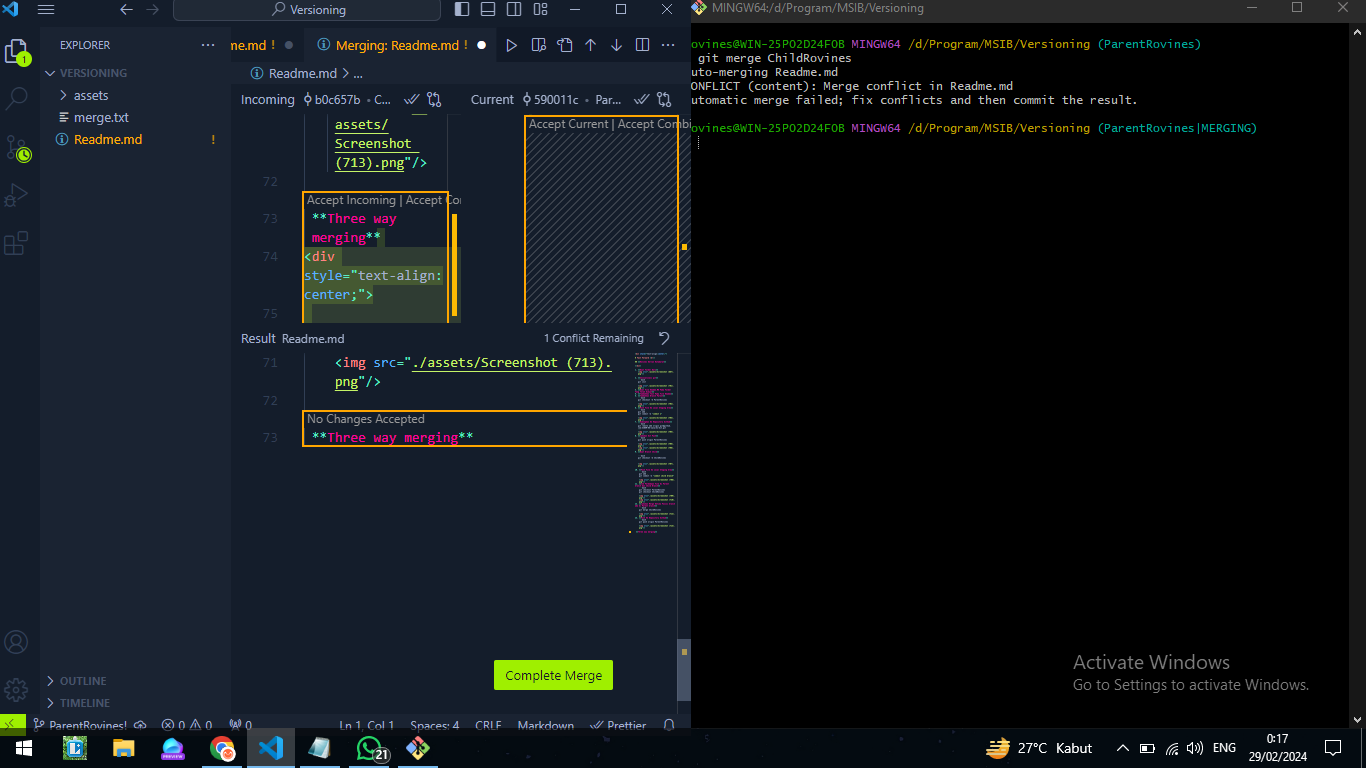 Versioning
EXPLORER
VERSIONING
assets
merge.txt
Readme.md !
1
me.md !
Merging: Readme.md !
Readme.md > ...
Incoming b0c657b • C...
Current 590011c • Par...
assets/
Screenshot
(713).png"/>
72
Accept Incoming | Accept Co
73 **Three way
merging**
74 <div
style="text-align:
center;">
75
Accept Current | Accept Combi
Result Readme.md
1 Conflict Remaining
71 <img src="./assets/Screenshot (713).
png"/>
72
No Changes Accepted
73 **Three way merging**
Complete Merge
OUTLINE
TIMELINE
ParentRovines!
0 0
0
Ln 1, Col 1
Spaces: 4
CRLF
Markdown
Prettier
MINGW64:/d/Program/MSIB/Versioning
ovines@WIN-25PO2D24FOB MINGW64 /d/Program/MSIB/Versioning (ParentRovines)
git merge ChildRovines
uto-merging Readme.md
ONFLICT (content): Merge conflict in Readme.md
utomatic merge failed; fix conflicts and then commit the result.
ovines@WIN-25PO2D24FOB MINGW64 /d/Program/MSIB/Versioning (ParentRovines|MERGING)
Activate Windows
Go to Settings to activate Windows.
PREVIEW
21
27°C Kabut
ENG
0:17
29/02/2024